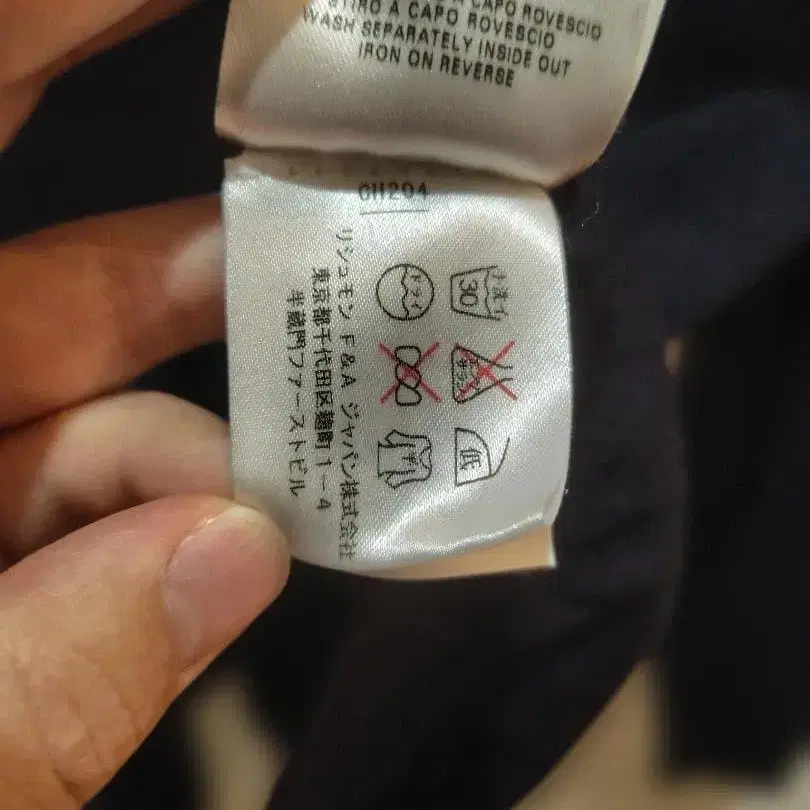 A CAPO ROVESCIO
STIRO A CAPO ROVESCIO
WASH SEPARATELY INSIDE OUT
IRON ON REVERSE
手洗イ
30
低
ドライ
リシュモン F&A ジャパン株式会社
東京都千代田区麹町1-4
半蔵門ファーストビル